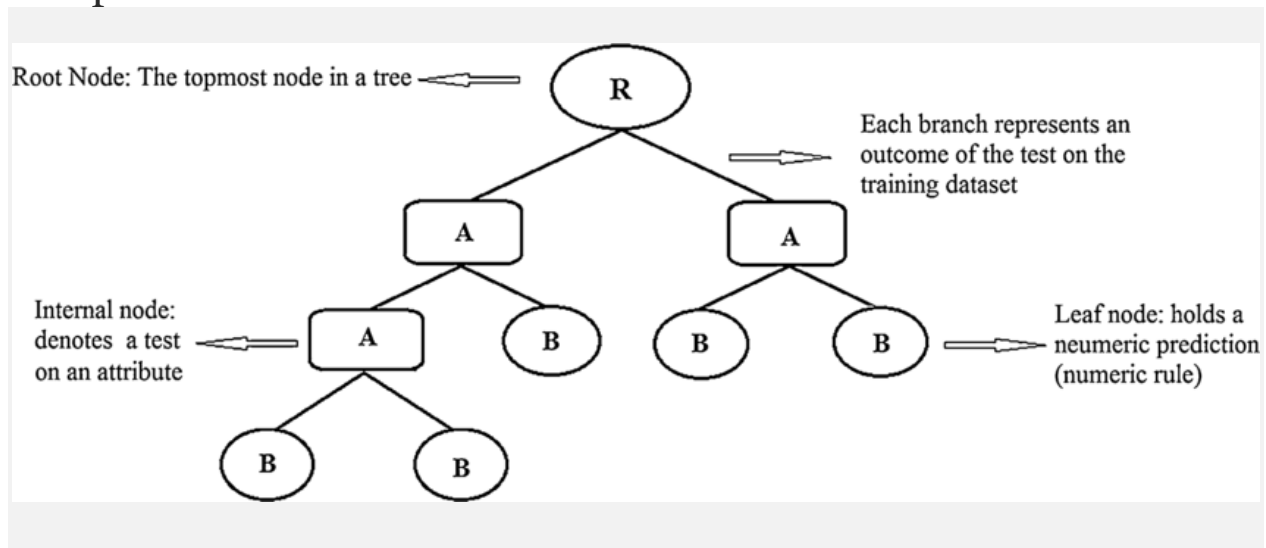 Root Node: The topmost node in a tree
R
Each branch represents an
outcome of the test on the
training dataset
A
A
Internal node:
denotes a test
on an attribute
A
B
B
B
Leaf node: holds a
neumeric prediction
(numeric rule)
B
B